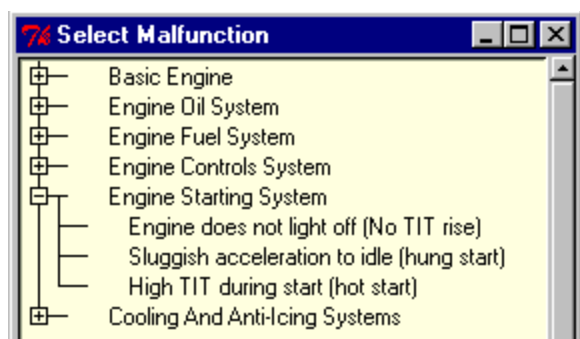 Select Malfunction
Basic Engine
Engine Oil System
Engine Fuel System
Engine Controls System
Engine Starting System
Engine does not light off (No TIT rise)
Sluggish acceleration to idle (hung start)
High TIT during start (hot start)
Cooling And Anti-Icing Systems